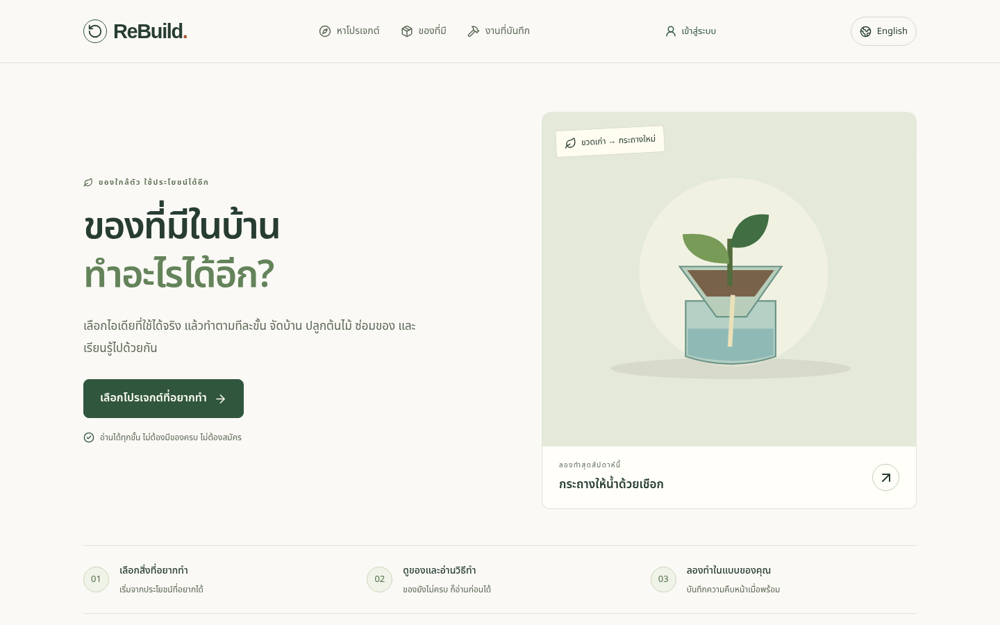 ReBuild.
หาโปรเจกต์
ของที่มี
งานที่บันทึก
เข้าสู่ระบบ
English
ของใกล้ตัว ใช้ประโยชน์ได้อีก
ของที่มีในบ้าน
ทำอะไรได้อีก?
เลือกไอเดียที่ใช้ได้จริง แล้วทำตามทีละขั้น จัดบ้าน ปลูกต้นไม้ ซ่อมของ และ
เรียนรู้ไปด้วยกัน
เลือกโปรเจกต์ที่อยากทำ
อ่านได้ทุกขั้น ไม่ต้องมีของครบ ไม่ต้องสมัคร
ขวดเก่า → กระถางใหม่
ลองทำสุดสัปดาห์นี้
กระถางให้น้ำด้วยเชือก
01
เลือกสิ่งที่อยากทำ
เริ่มจากประโยชน์ที่อยากได้
02
ดูของและอ่านวิธีทำ
ของยังไม่ครบ ก็อ่านก่อนได้
03
ลองทำในแบบของคุณ
บันทึกความคืบหน้าเมื่อพร้อม